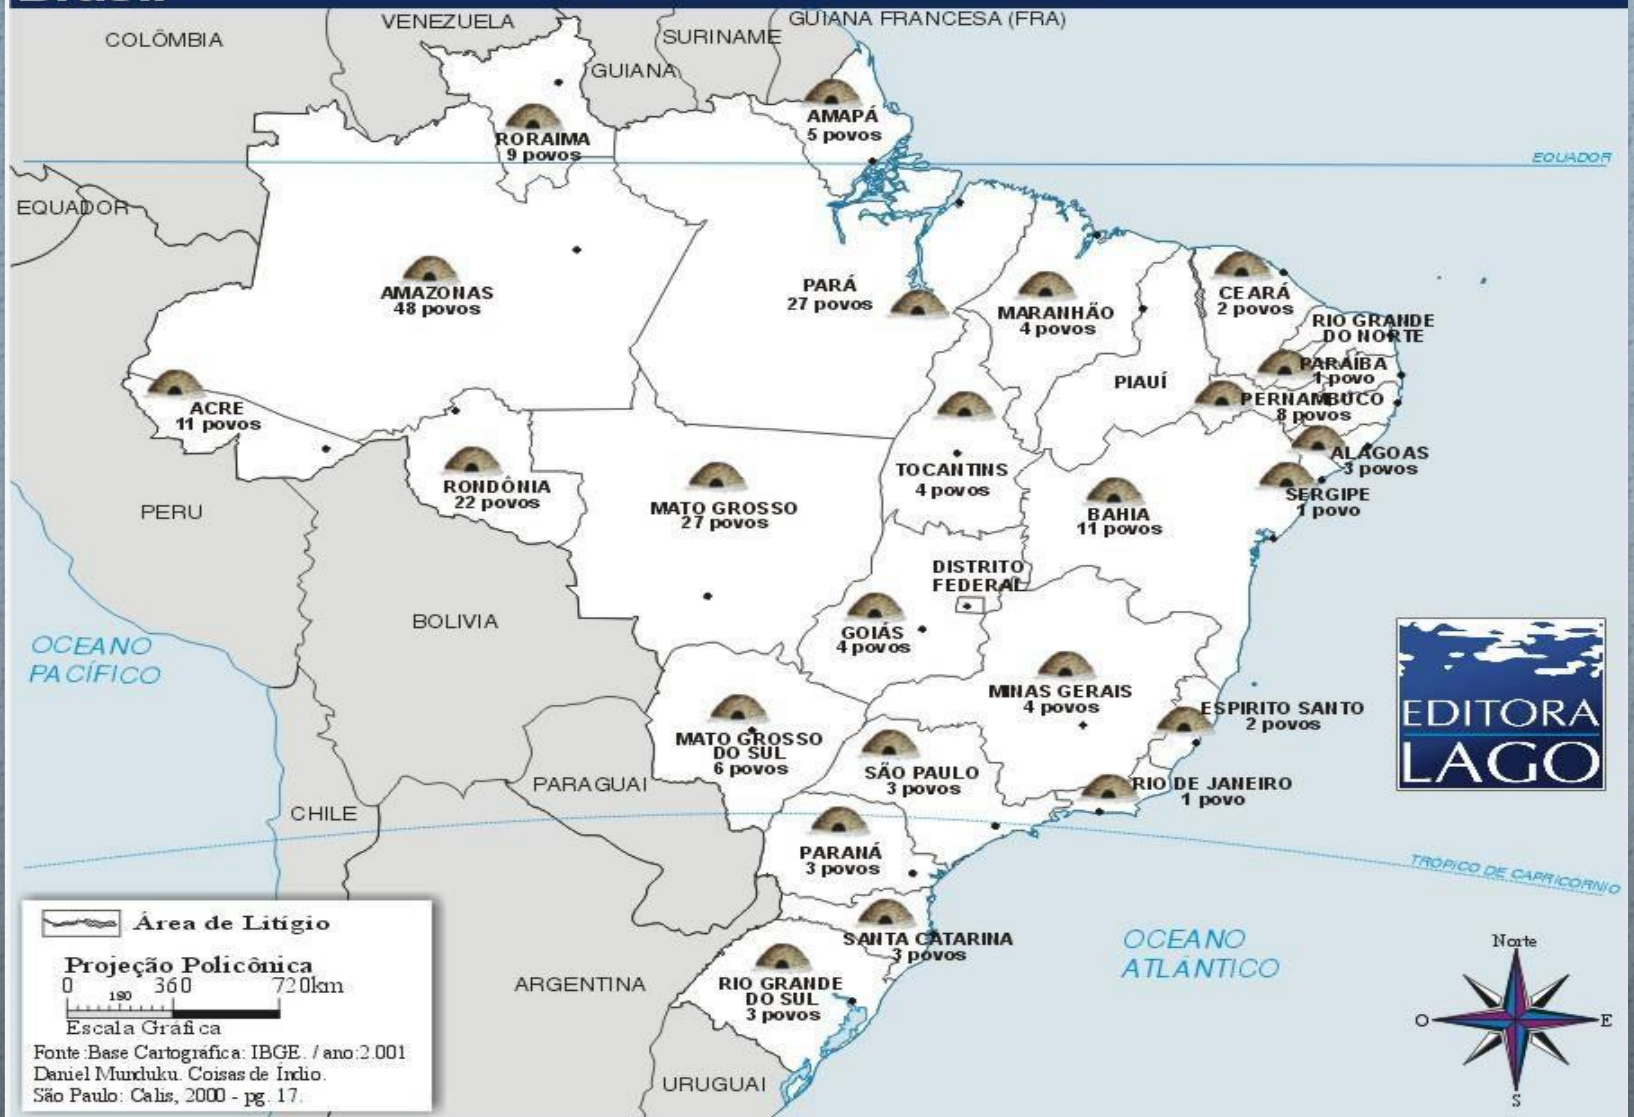 COLÔMBIA
VENEZUELA
GUIANA
SURINAME
GUIANA FRANCESA (FRA)
RORAIMA
9 povos
AMAPÁ
5 povos
EQUADOR
EQUADOR
AMAZONAS
48 povos
PARÁ
27 povos
MARANHÃO
4 povos
CEARÁ
2 povos
RIO GRANDE
DO NORTE
PARAÍBA
1 povo
PIAUÍ
PERNAMBUCO
8 povos
ACRE
11 povos
ALAGOAS
3 povos
RONDÔNIA
22 povos
MATO GROSSO
27 povos
TOCANTINS
4 povos
BAHIA
11 povos
SERGIPE
1 povo
PERU
DISTRITO
FEDERAL
BOLIVIA
GOIÁS
4 povos
OCEANO
PACÍFICO
MINAS GERAIS
4 povos
ESPIRITO SANTO
2 povos
EDITORA
LAGO
MATO GROSSO
DO SUL
6 povos
SÃO PAULO
3 povos
RIO DE JANEIRO
1 povo
PARAGUAI
CHILE
PARANÁ
3 povos
TRÓPICO DE CAPRICÓRNIO
SANTA CATARINA
3 povos
OCEANO
ATLÂNTICO
ARGENTINA
RIO GRANDE
DO SUL
3 povos
URUGUAI
Área de Litígio
Projeção Policônica
0 180 360 720km
Escala Gráfica
Fonte:Base Cartográfica: IBGE. / ano:2.001
Daniel Munduku. Coisas de Índio.
São Paulo: Calis, 2000 - pg. 17.
Norte
O
E
S